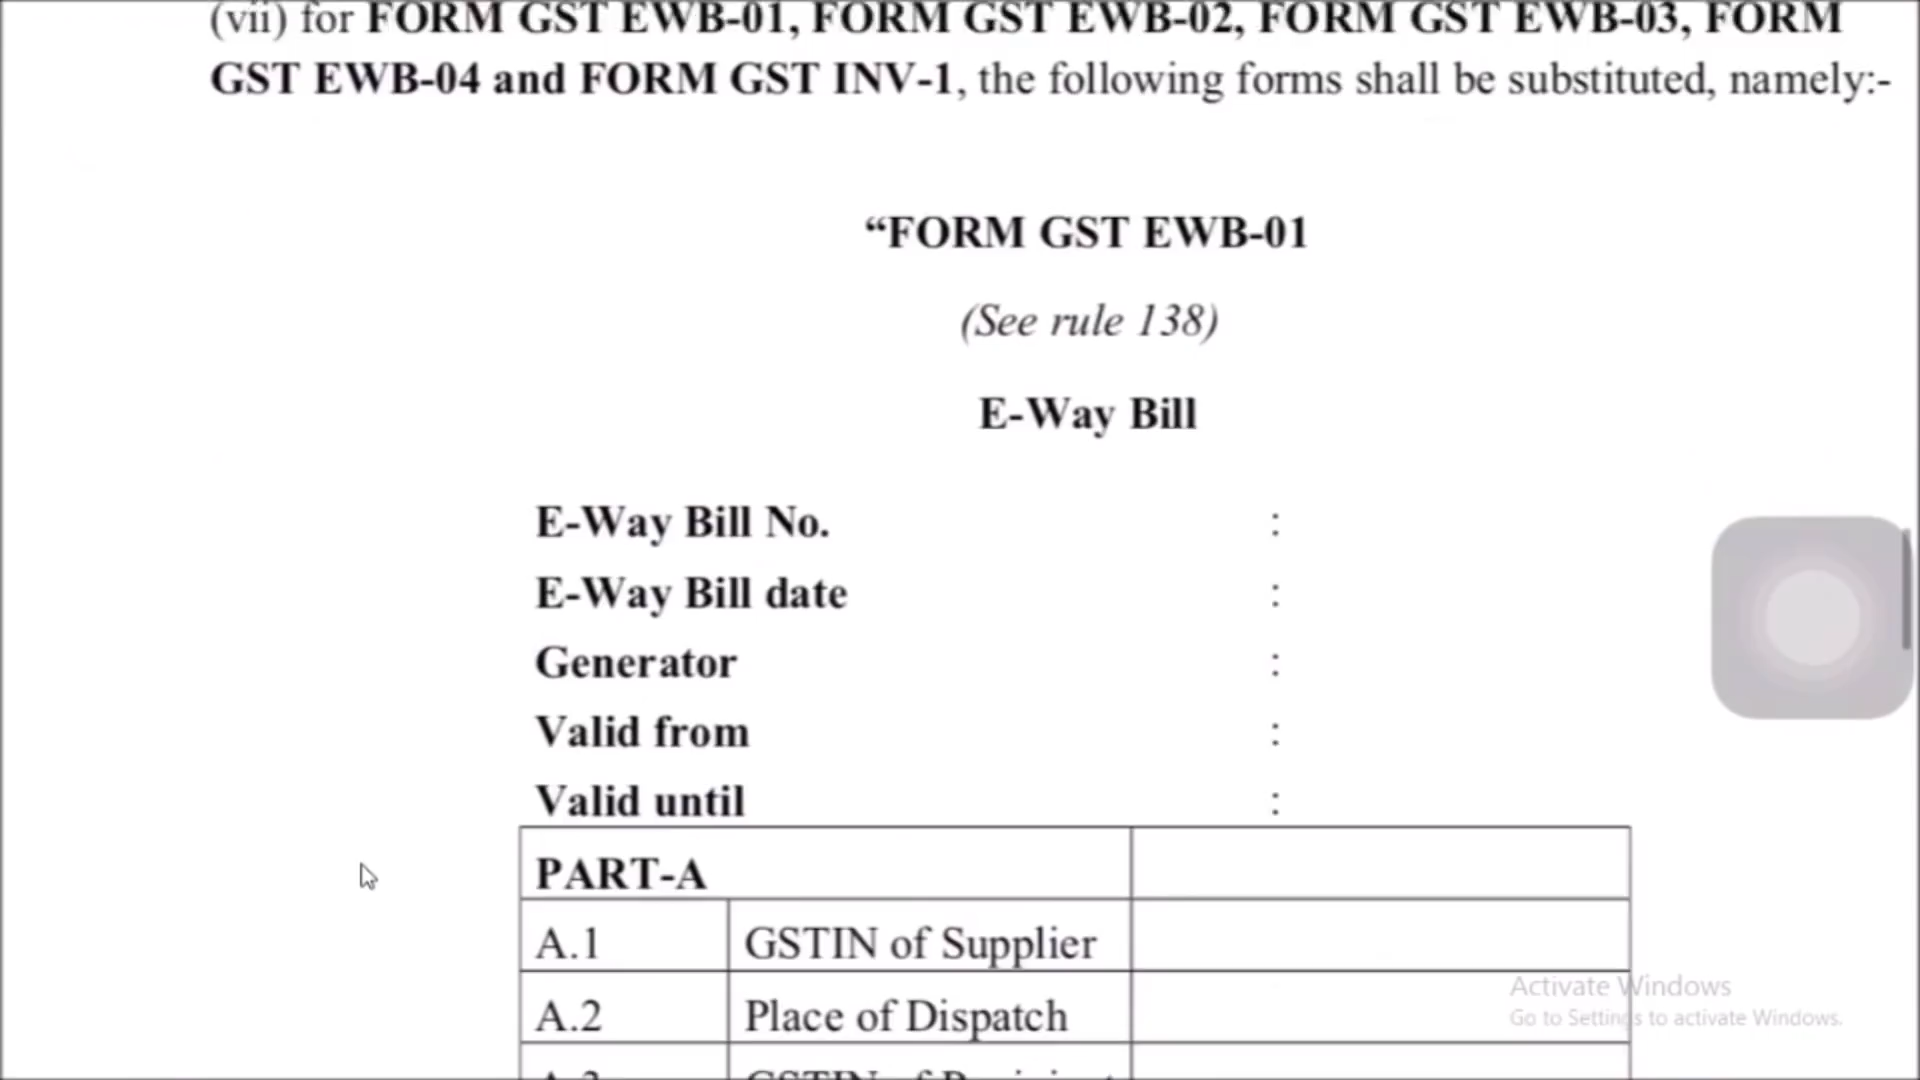 (vii) for FORM GST EWB-01, FORM GST EWB-02, FORM GST EWB-03, FORM
GST EWB-04 and FORM GST INV-1, the following forms shall be substituted, namely:-
“FORM GST EWB-01
(See rule 138)
E-Way Bill
E-Way Bill No. :
E-Way Bill date :
Generator :
Valid from :
Valid until :
PART-A
A.1 GSTIN of Supplier
A.2 Place of Dispatch
Activate Windows
Go to Settings to activate Windows.